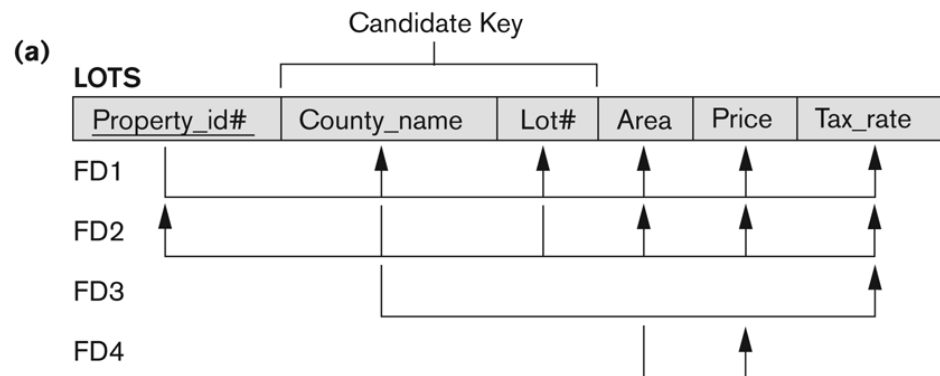 Candidate Key
(a)
LOTS
Property_id# County_name Lot# Area Price Tax_rate
FD1
FD2
FD3
FD4